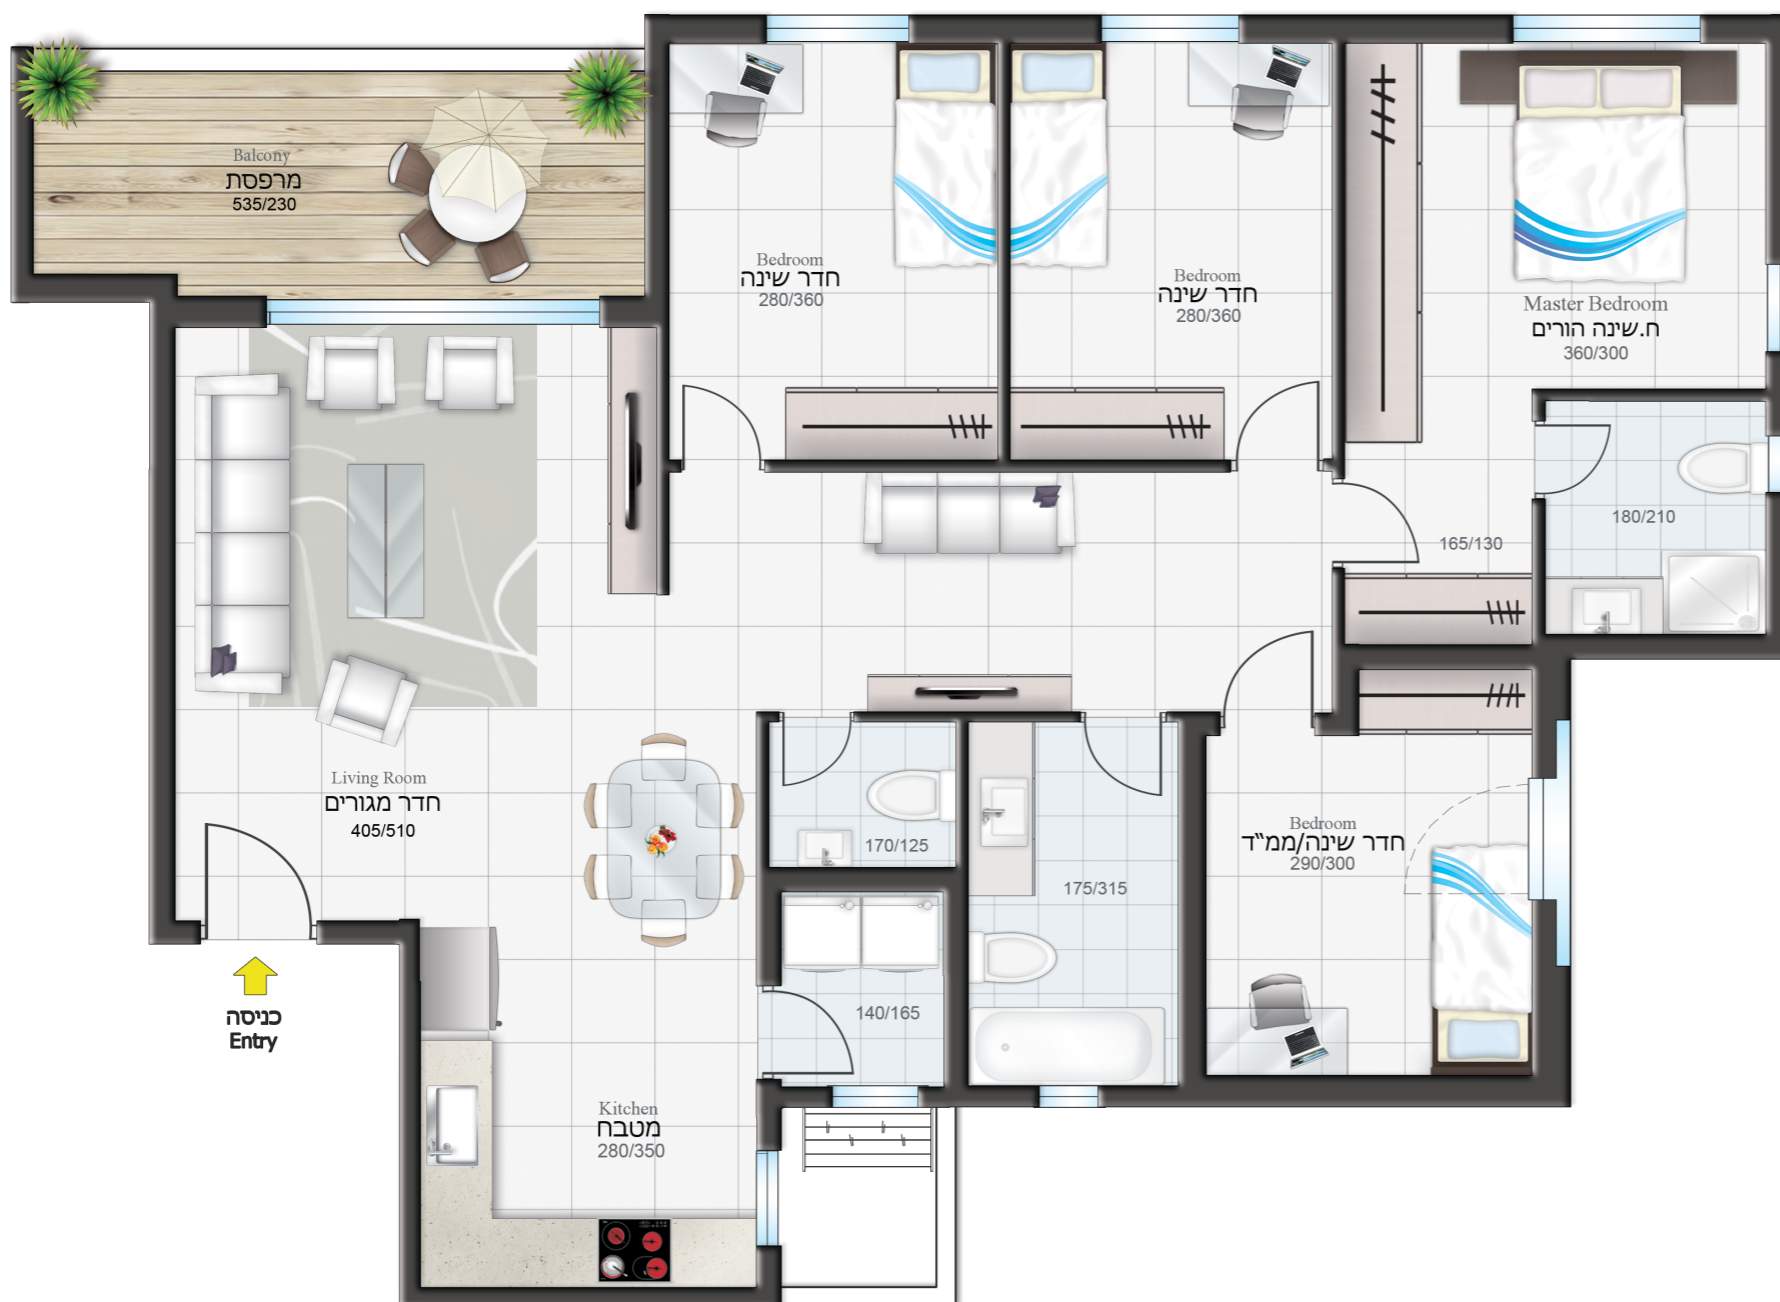 Balcony
מרפסת
535/230
Bedroom
חדר שינה
280/360
Bedroom
חדר שינה
280/360
Master Bedroom
ח.שינה הורים
360/300
180/210
165/130
Living Room
חדר מגורים
405/510
170/125
175/315
Bedroom
חדר שינה/ממ"ד
290/300
140/165
כניסה
Entry
Kitchen
מטבח
280/350